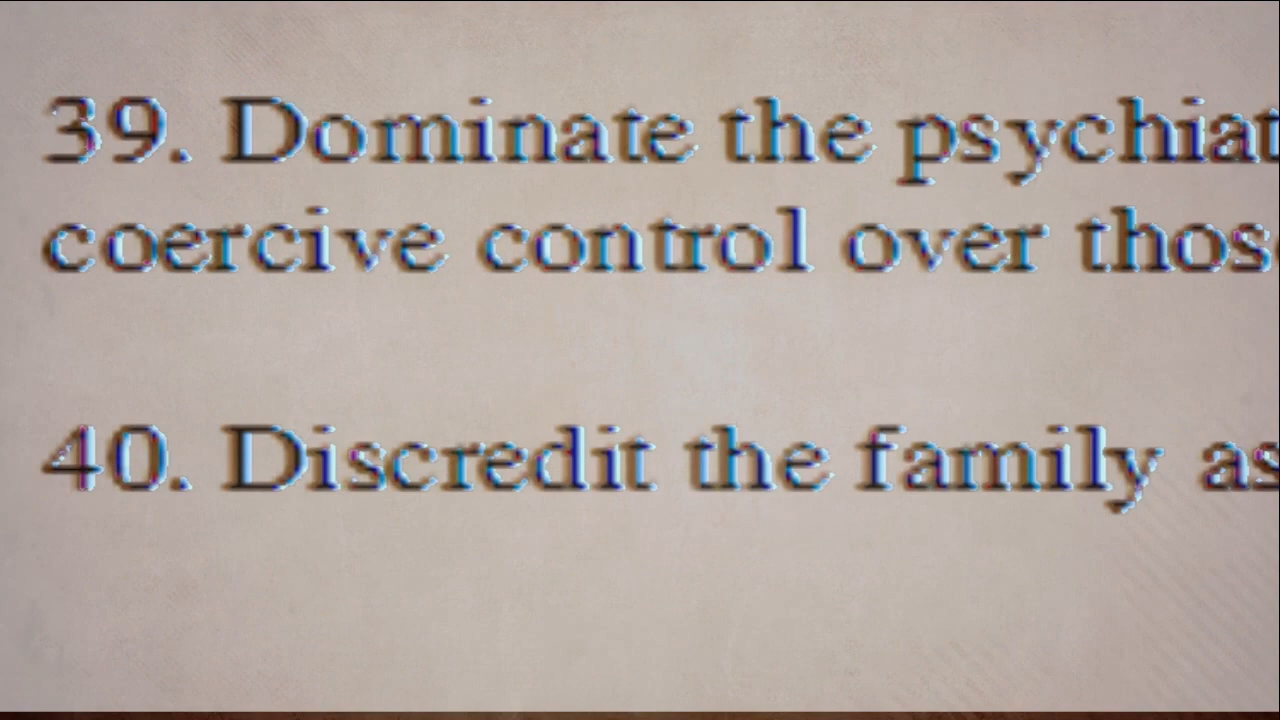 39. Dominate the psychiat
coercive control over thos
40. Discredit the family as